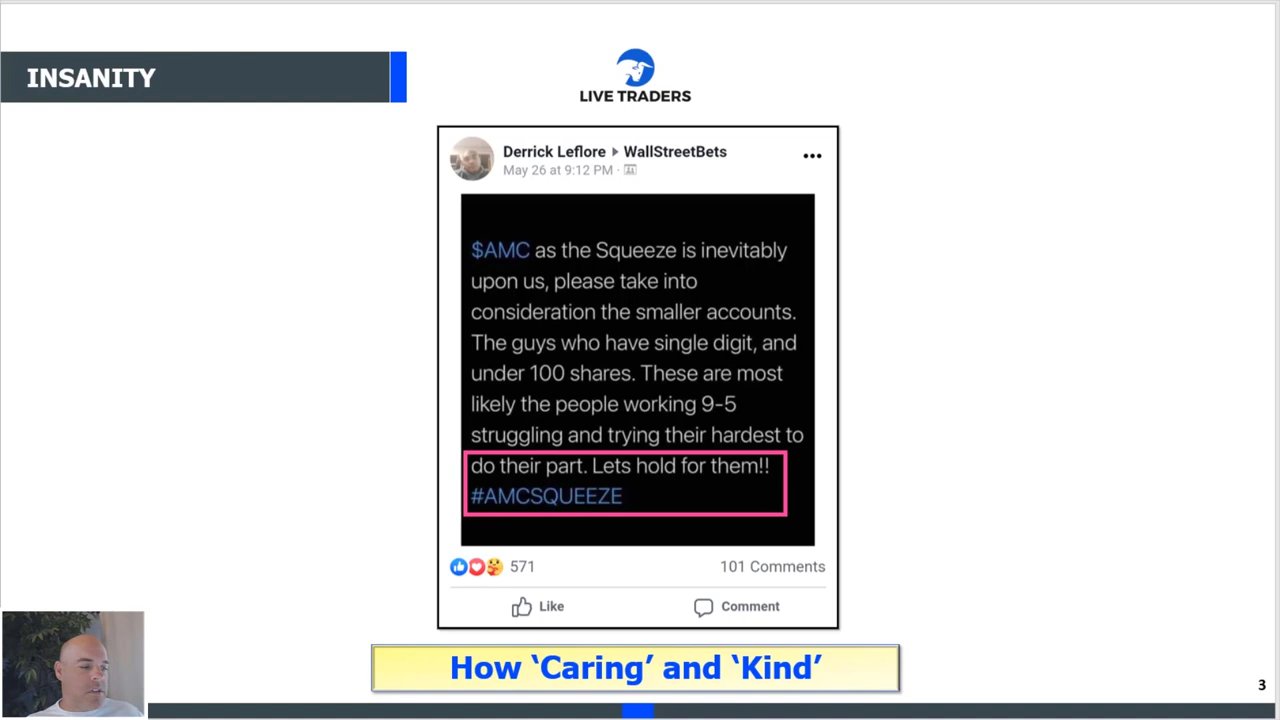 INSANITY
LIVE TRADERS
Derrick Leflore ▸ WallStreetBets
May 26 at 9:12 PM ·
$AMC as the Squeeze is inevitably
upon us, please take into
consideration the smaller accounts.
The guys who have single digit, and
under 100 shares. These are most
likely the people working 9-5
struggling and trying their hardest to
do their part. Lets hold for them!!
#AMCSQUEEZE
571
101 Comments
Like
Comment
How ‘Caring’ and ‘Kind’
3